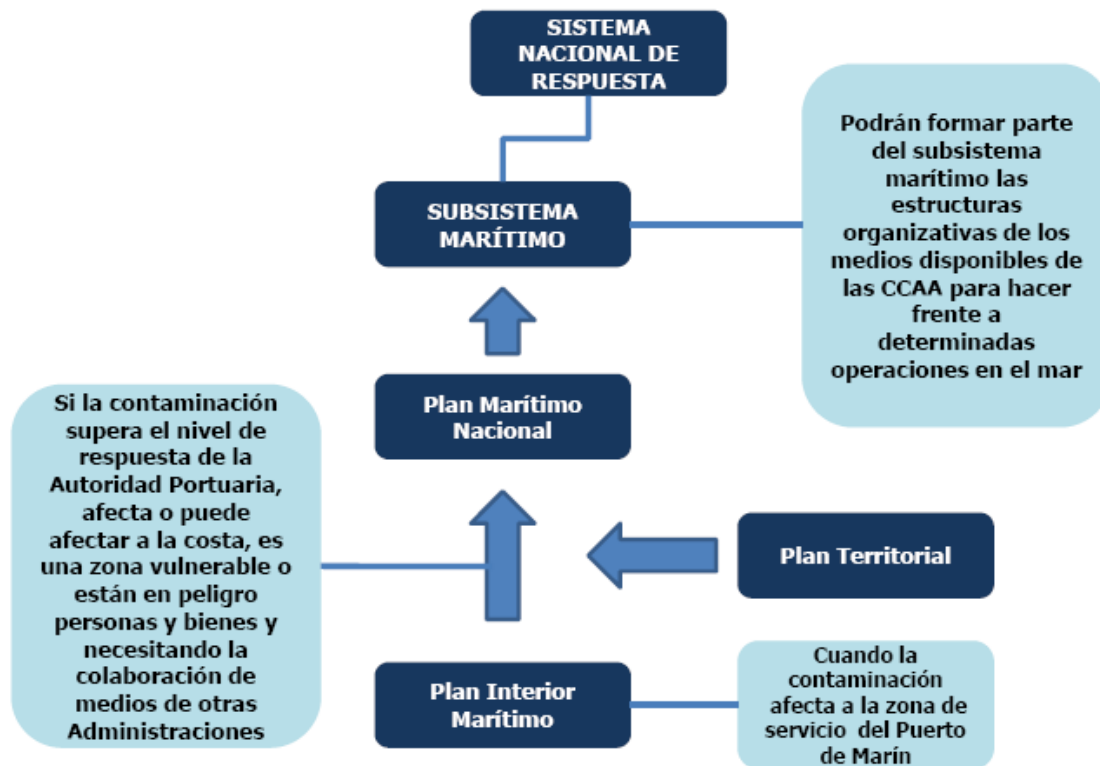 SISTEMA
NACIONAL DE
RESPUESTA
SUBSISTEMA
MARÍTIMO
Podrán formar parte
del subsistema
marítimo las
estructuras
organizativas de los
medios disponibles de
las CCAA para hacer
frente a
determinadas
operaciones en el mar
Plan Marítimo
Nacional
Si la contaminación
supera el nivel de
respuesta de la
Autoridad Portuaria,
afecta o puede
afectar a la costa, es
una zona vulnerable o
están en peligro
personas y bienes y
necesitando la
colaboración de
medios de otras
Administraciones
Plan Territorial
Plan Interior
Marítimo
Cuando la
contaminación
afecta a la zona de
servicio del Puerto
de Marín